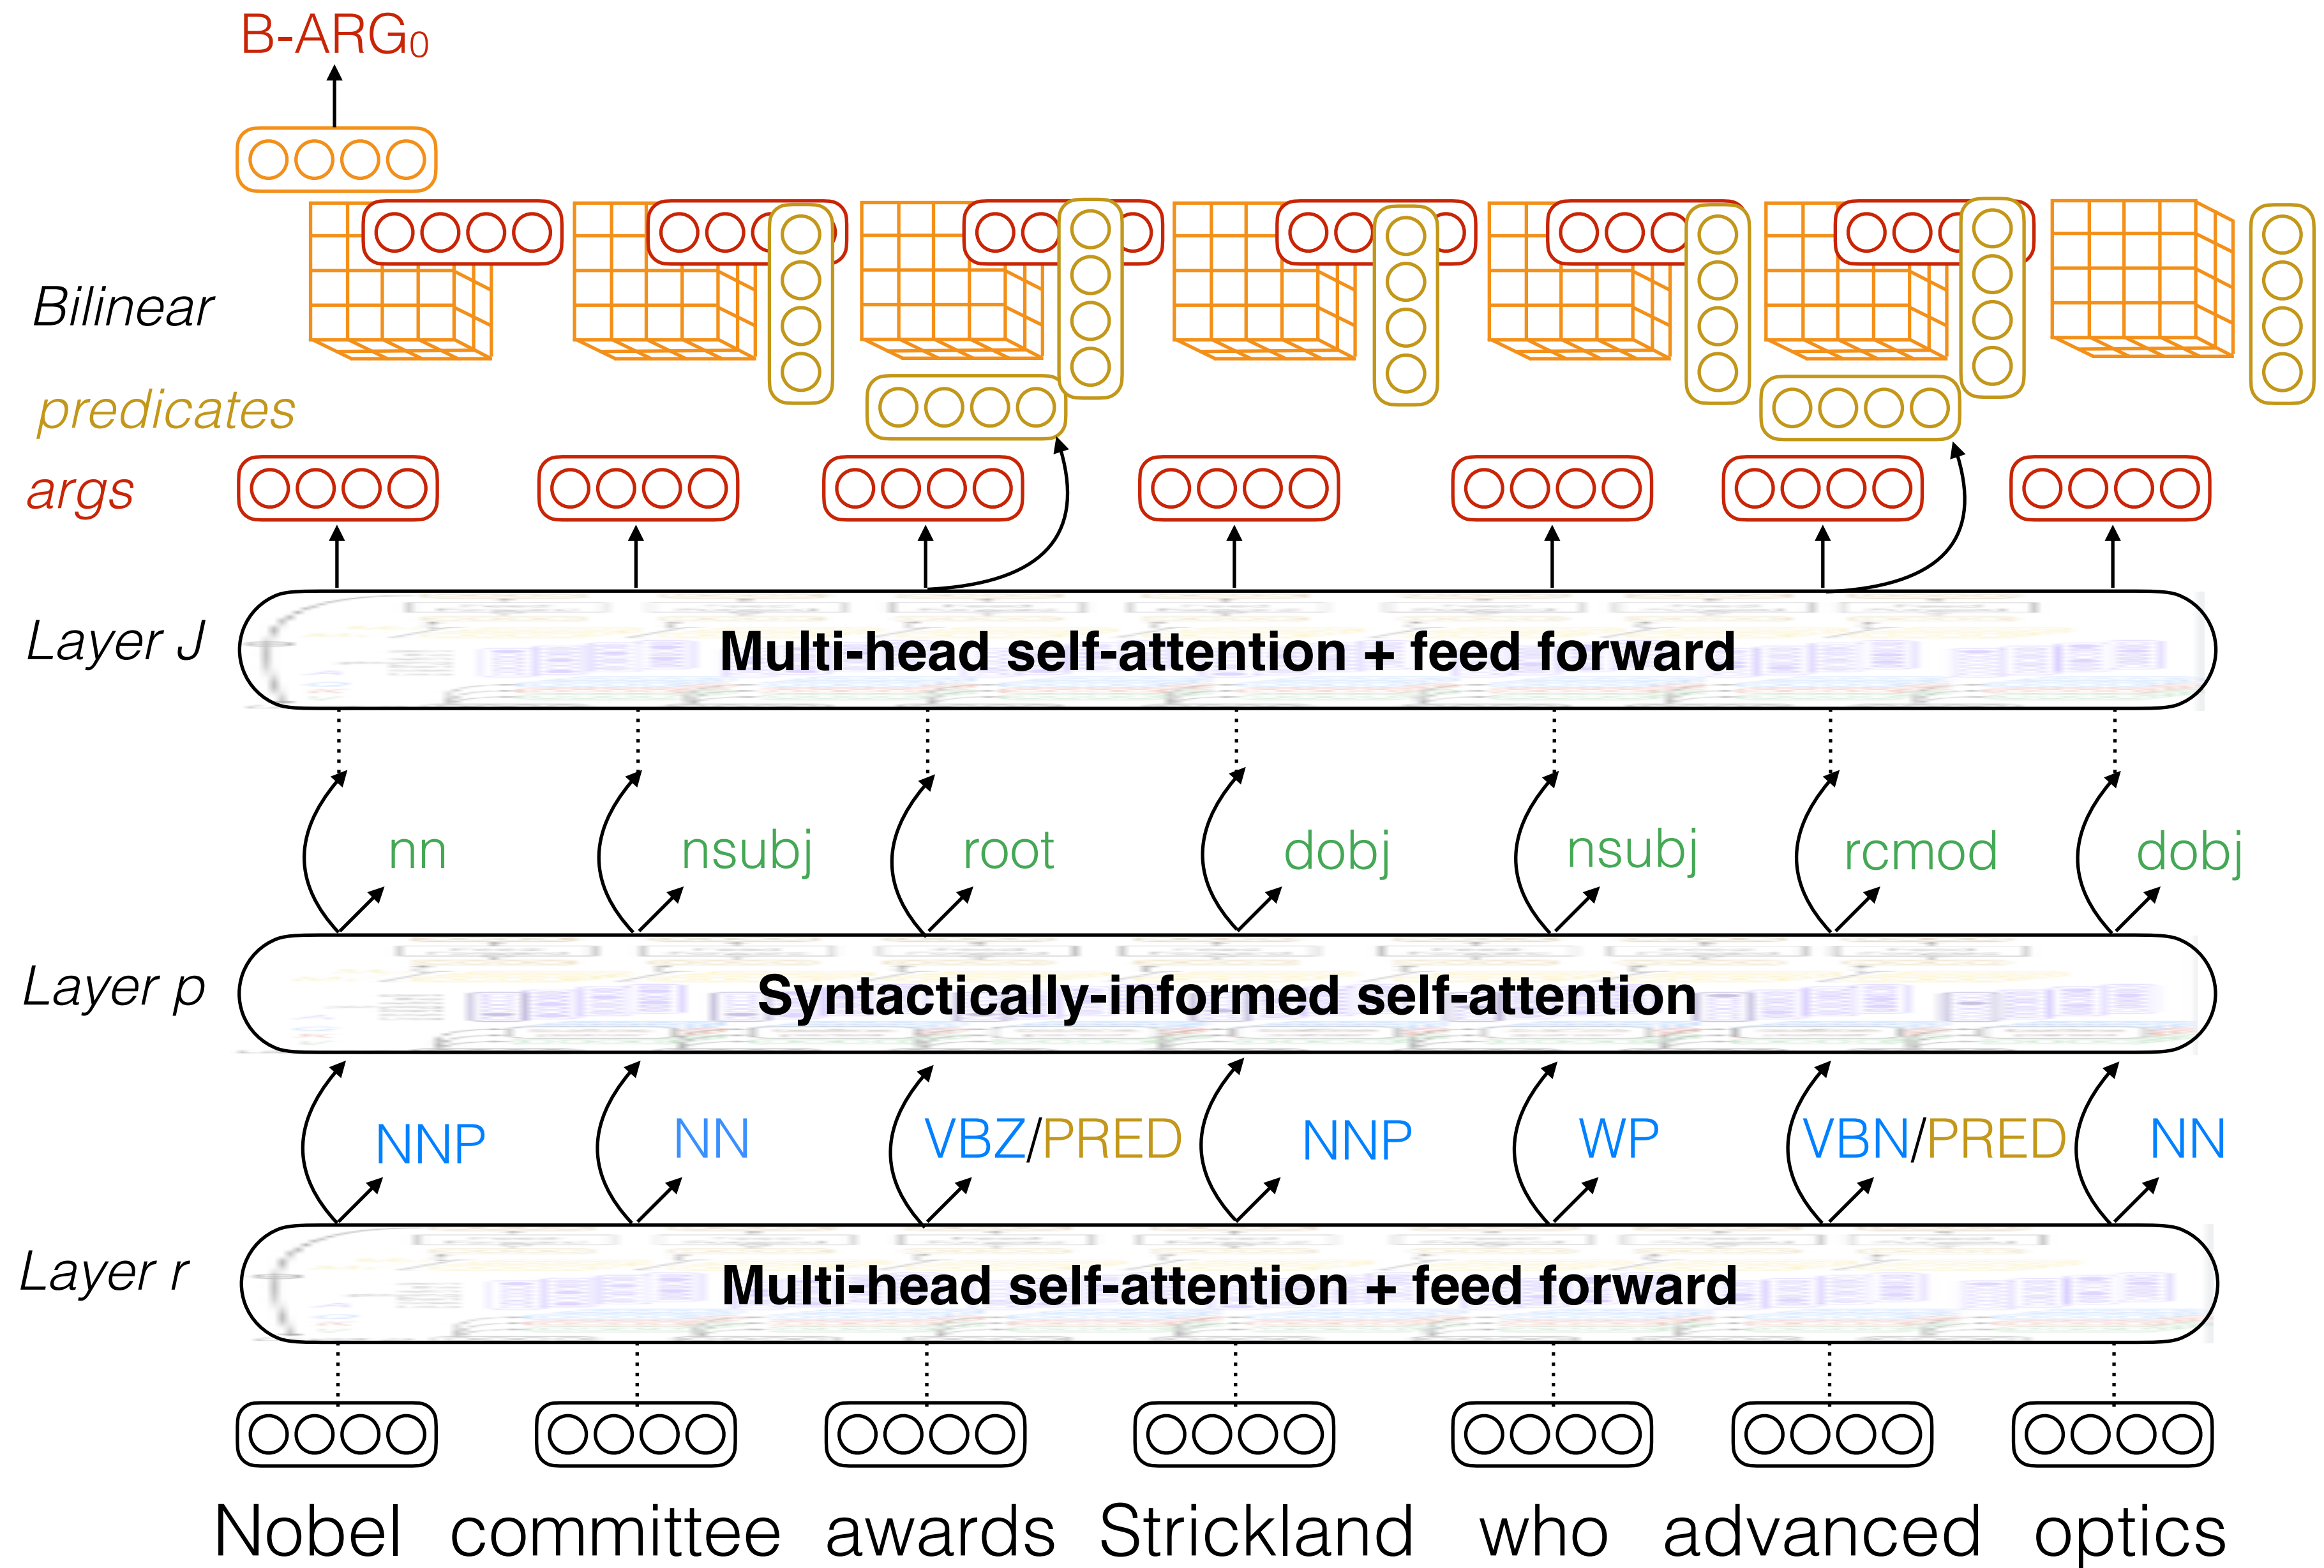 B-ARG0
Bilinear
predicates
args
Layer J
Multi-head self-attention + feed forward
nn nsubj root dobj nsubj rcmod dobj
Layer p
Syntactically-informed self-attention
NNP NN VBZ/PRED NNP WP VBN/PRED NN
Layer r
Multi-head self-attention + feed forward
Nobel committee awards Strickland who advanced optics